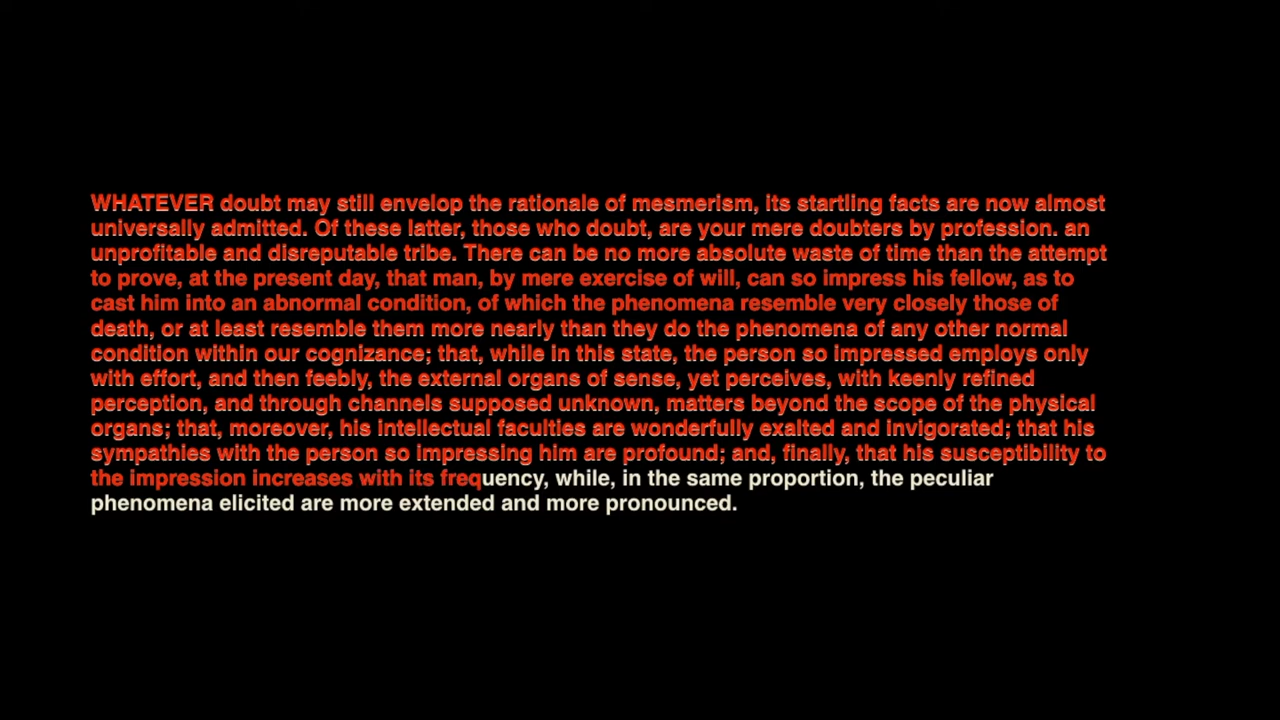 WHATEVER doubt may still envelop the rationale of mesmerism, its startling facts are now almost
universally admitted. Of these latter, those who doubt, are your mere doubters by profession. an
unprofitable and disreputable tribe. There can be no more absolute waste of time than the attempt
to prove, at the present day, that man, by mere exercise of will, can so impress his fellow, as to
cast him into an abnormal condition, of which the phenomena resemble very closely those of
death, or at least resemble them more nearly than they do the phenomena of any other normal
condition within our cognizance; that, while in this state, the person so impressed employs only
with effort, and then feebly, the external organs of sense, yet perceives, with keenly refined
perception, and through channels supposed unknown, matters beyond the scope of the physical
organs; that, moreover, his intellectual faculties are wonderfully exalted and invigorated; that his
sympathies with the person so impressing him are profound; and, finally, that his susceptibility to
the impression increases with its frequency, while, in the same proportion, the peculiar
phenomena elicited are more extended and more pronounced.